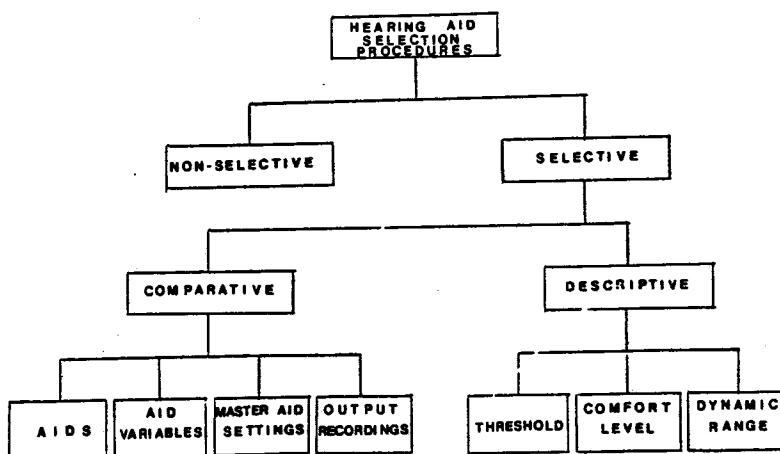 HEARING AID
SELECTION
PROCEDURES
NON-SELECTIVE
SELECTIVE
COMPARATIVE
DESCRIPTIVE
AIDS
AID
VARIABLES
MASTER AID
SETTINGS
OUTPUT
RECORDINGS
THRESHOLD
COMFORT
LEVEL
DYNAMIC
RANGE